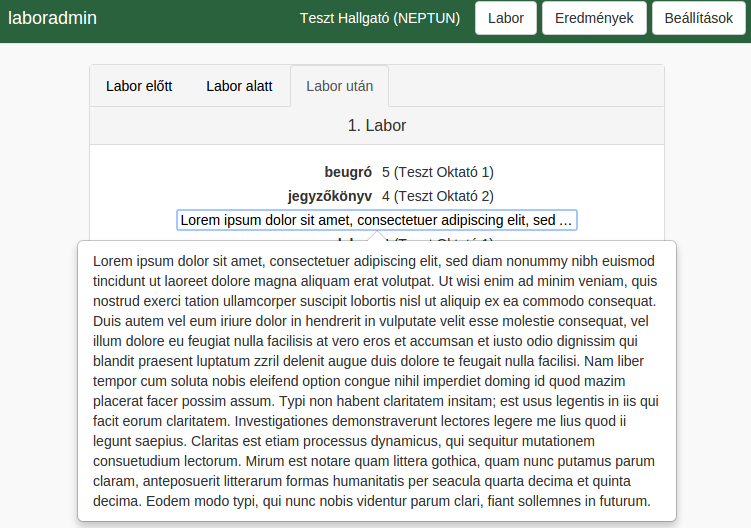 laboradmin
Teszt Hallgató (NEPTUN)
Labor
Eredmények
Beállítások
Labor előtt
Labor alatt
Labor után
1. Labor
beugró 5 (Teszt Oktató 1)
jegyzőkönyv 4 (Teszt Oktató 2)
Lorem ipsum dolor sit amet, consectetuer adipiscing elit, sed …
Lorem ipsum dolor sit amet, consectetuer adipiscing elit, sed diam nonummy nibh euismod
tincidunt ut laoreet dolore magna aliquam erat volutpat. Ut wisi enim ad minim veniam, quis
nostrud exerci tation ullamcorper suscipit lobortis nisl ut aliquip ex ea commodo consequat.
Duis autem vel eum iriure dolor in hendrerit in vulputate velit esse molestie consequat, vel
illum dolore eu feugiat nulla facilisis at vero eros et accumsan et iusto odio dignissim qui
blandit praesent luptatum zzril delenit augue duis dolore te feugait nulla facilisi. Nam liber
tempor cum soluta nobis eleifend option congue nihil imperdiet doming id quod mazim
placerat facer possim assum. Typi non habent claritatem insitam; est usus legentis in iis qui
facit eorum claritatem. Investigationes demonstraverunt lectores legere me lius quod ii
legunt saepius. Claritas est etiam processus dynamicus, qui sequitur mutationem
consuetudium lectorum. Mirum est notare quam littera gothica, quam nunc putamus parum
claram, anteposuerit litterarum formas humanitatis per seacula quarta decima et quinta
decima. Eodem modo typi, qui nunc nobis videntur parum clari, fiant sollemnes in futurum.